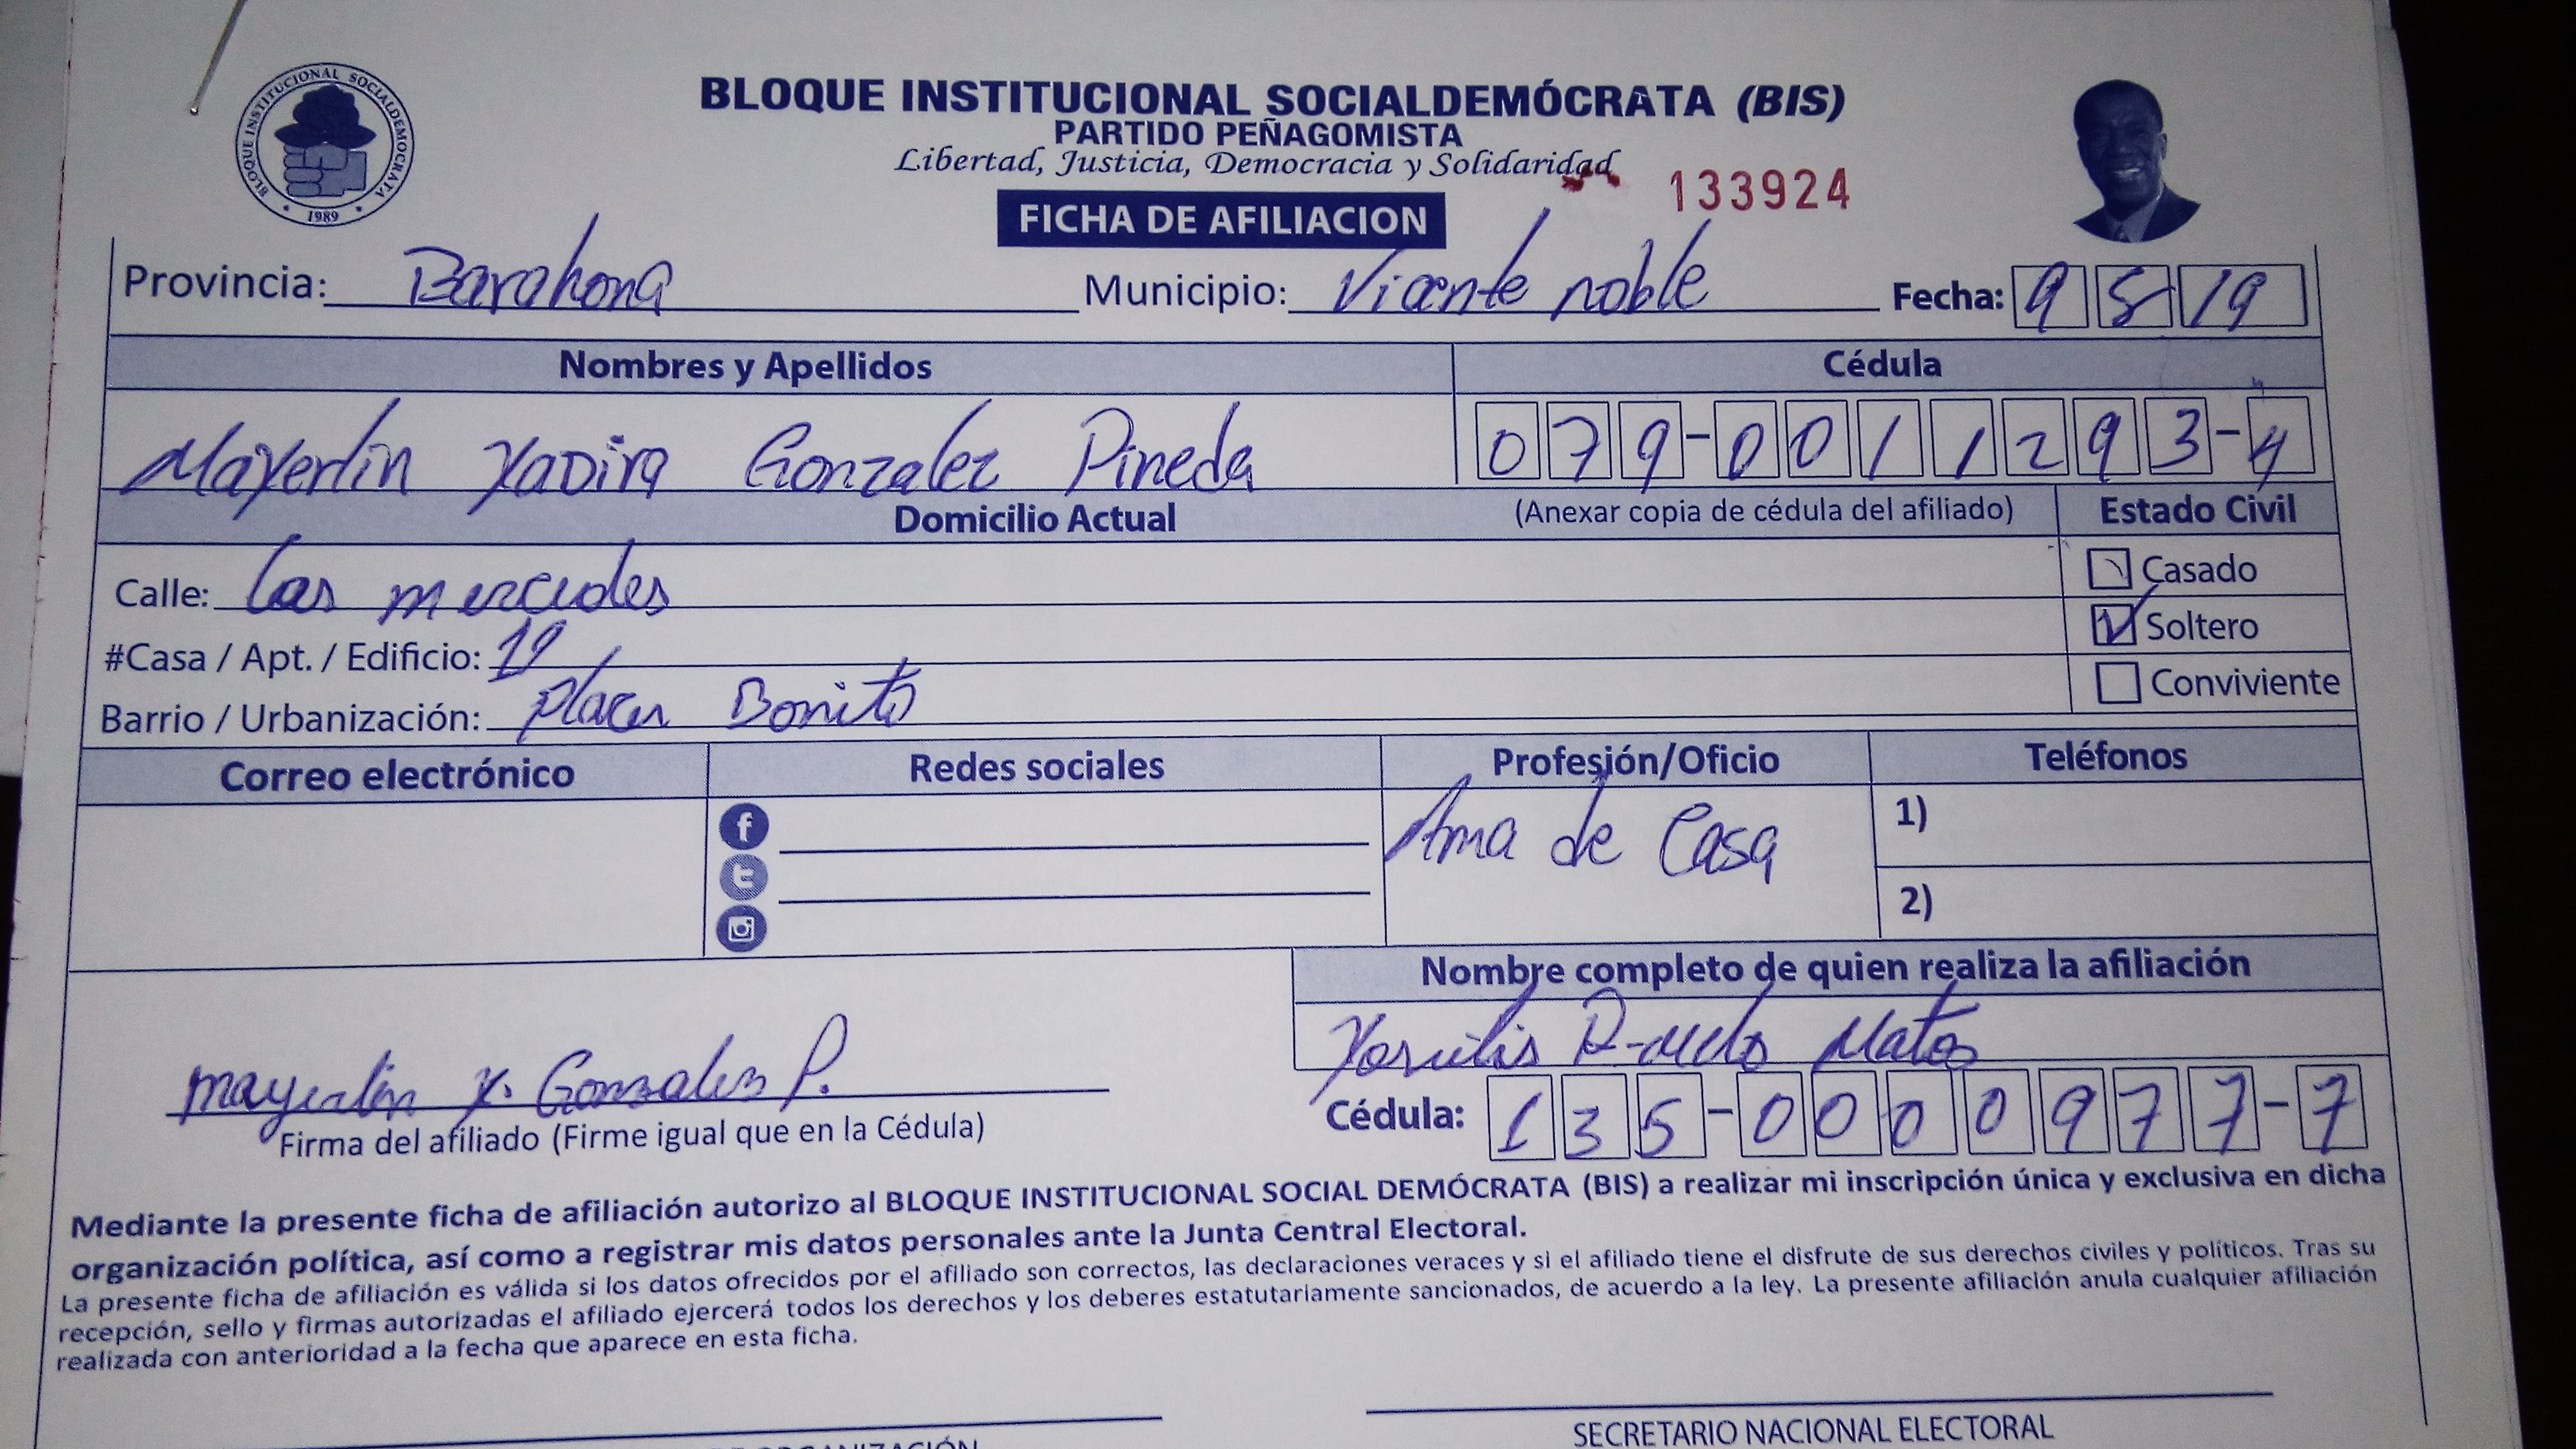 BLOQUE INSTITUCIONAL SOCIALDEMOCRATA
1989
BLOQUE INSTITUCIONAL SOCIALDEMÓCRATA (BIS)
PARTIDO PEÑAGOMISTA
Libertad, Justicia, Democracia y Solidaridad
133924
FICHA DE AFILIACION
Provincia: Barahona Municipio: Vicente noble Fecha: 9 5 19
Nombres y Apellidos Cédula
Mayerlin Yadira Gonzalez Pineda 079-0011293-4
Domicilio Actual (Anexar copia de cédula del afiliado) Estado Civil
Calle: Las mercedes Casado
#Casa / Apt. / Edificio: 19 Soltero
Barrio / Urbanización: Placer Bonito Conviviente
Correo electrónico Redes sociales Profesión/Oficio Teléfonos
Ama de Casa 1)
2)
Nombre completo de quien realiza la afiliación
Matos
mayerlin y. Gonzalez P.
Firma del afiliado (Firme igual que en la Cédula) Cédula: 135-0000977-7
Mediante la presente ficha de afiliación autorizo al BLOQUE INSTITUCIONAL SOCIAL DEMÓCRATA (BIS) a realizar mi inscripción única y exclusiva en dicha
organización política, así como a registrar mis datos personales ante la Junta Central Electoral.
La presente ficha de afiliación es válida si los datos ofrecidos por el afiliado son correctos, las declaraciones veraces y si el afiliado tiene el disfrute de sus derechos civiles y políticos. Tras su
recepción, sello y firmas autorizadas el afiliado ejercerá todos los derechos y los deberes estatutariamente sancionados, de acuerdo a la ley. La presente afiliación anula cualquier afiliación
realizada con anterioridad a la fecha que aparece en esta ficha.
SECRETARIO NACIONAL ELECTORAL